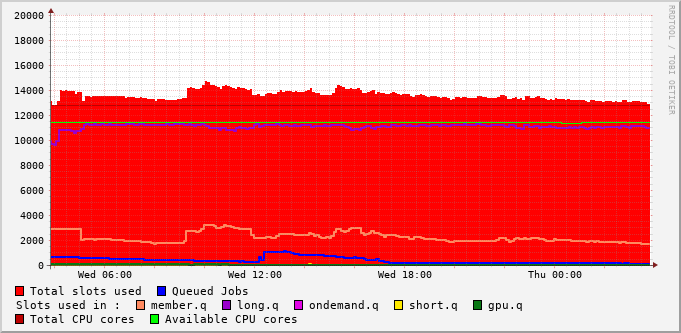 20000
18000
16000
14000
12000
10000
8000
6000
4000
2000
0
Wed 06:00 Wed 12:00 Wed 18:00 Thu 00:00
RRDTOOL / TOBI OETIKER
Total slots used Queued Jobs
Slots used in : member.q long.q ondemand.q short.q gpu.q
Total CPU cores Available CPU cores